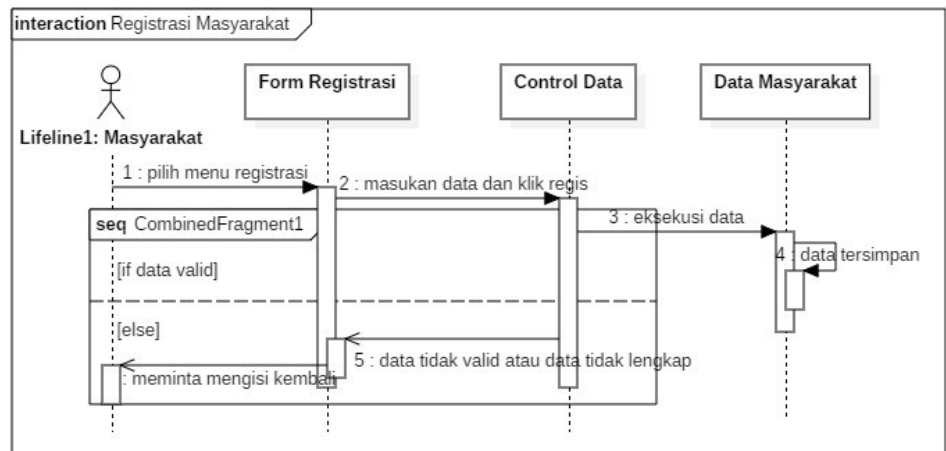 interaction Registrasi Masyarakat
Form Registrasi
Control Data
Data Masyarakat
Lifeline1: Masyarakat
1 : pilih menu registrasi
2 : masukan data dan klik regis
seq CombinedFragment1
3 : eksekusi data
4 : data tersimpan
[if data valid]
[else]
5 : data tidak valid atau data tidak lengkap
: meminta mengisi kembali